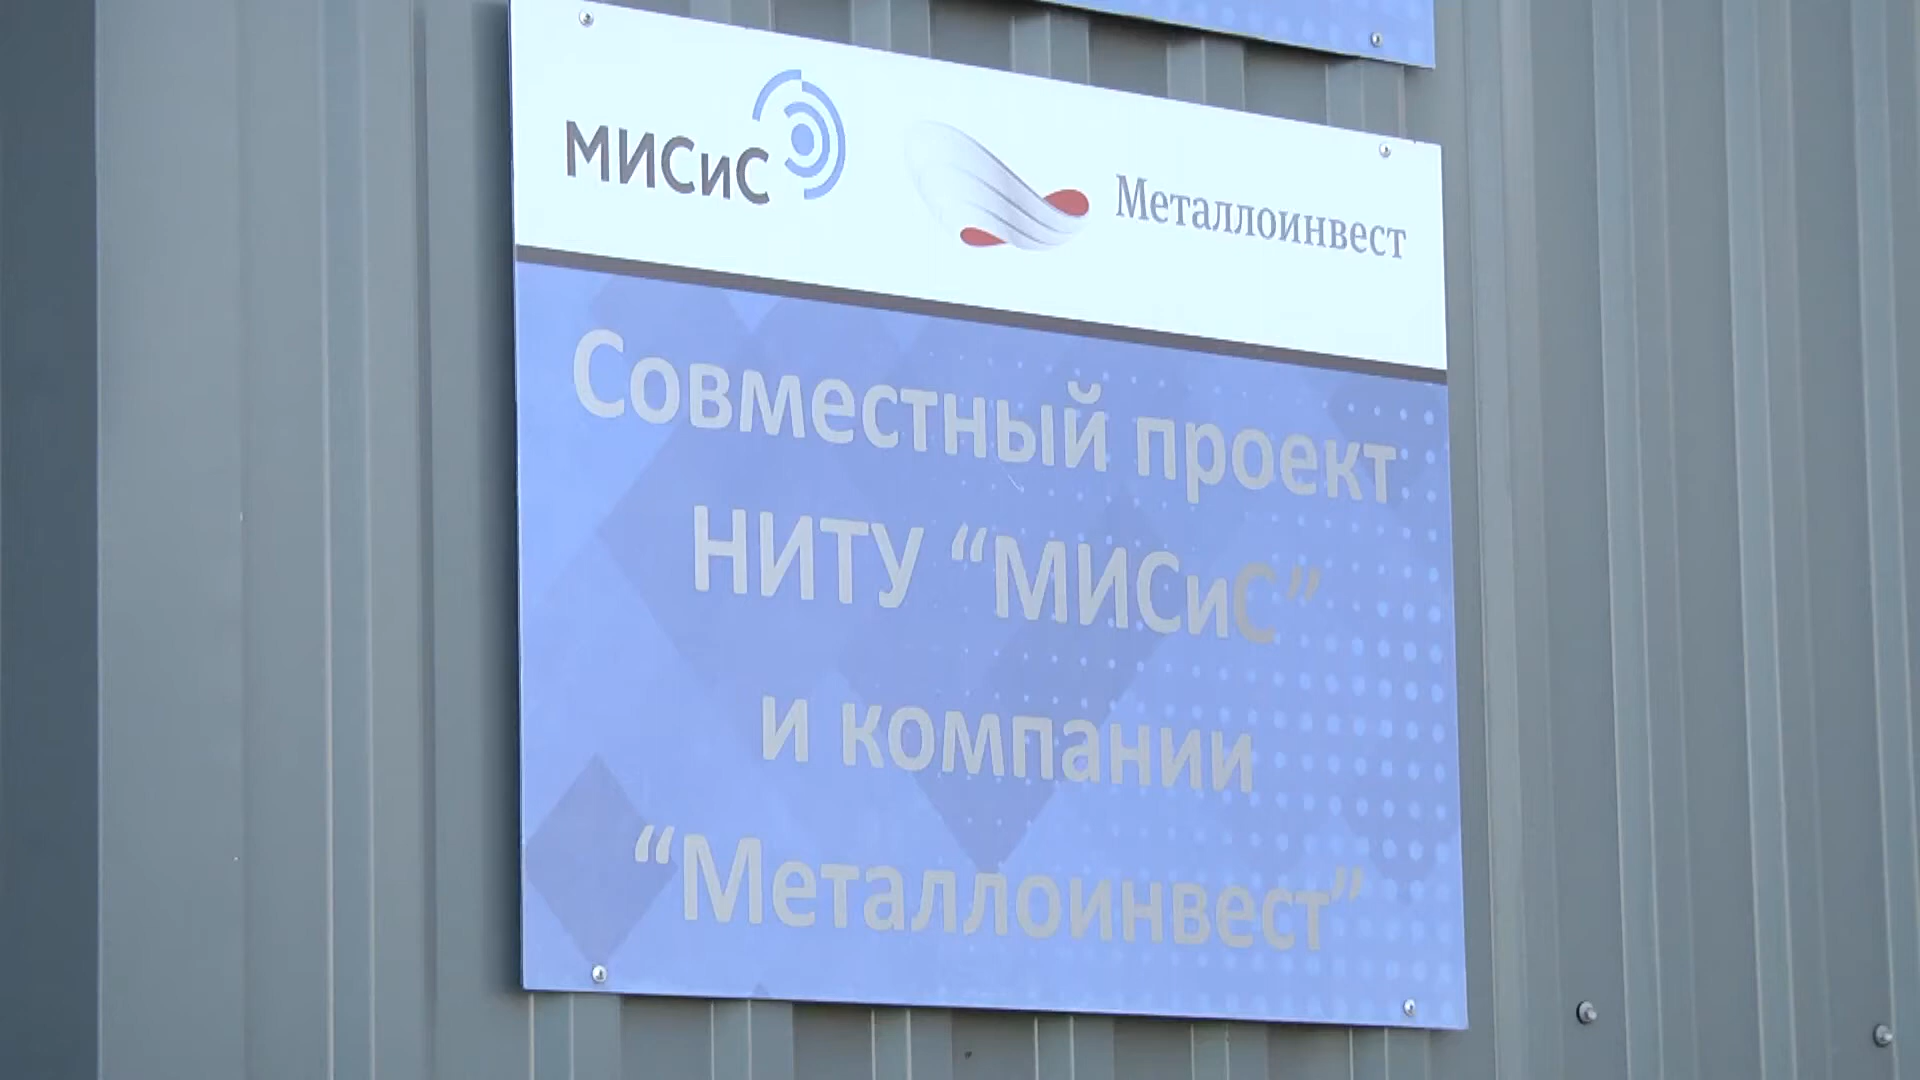 МИСиС
Металлоинвест
Совместный проект
НИТУ “МИСиС”
и компании
“Металлоинвест”